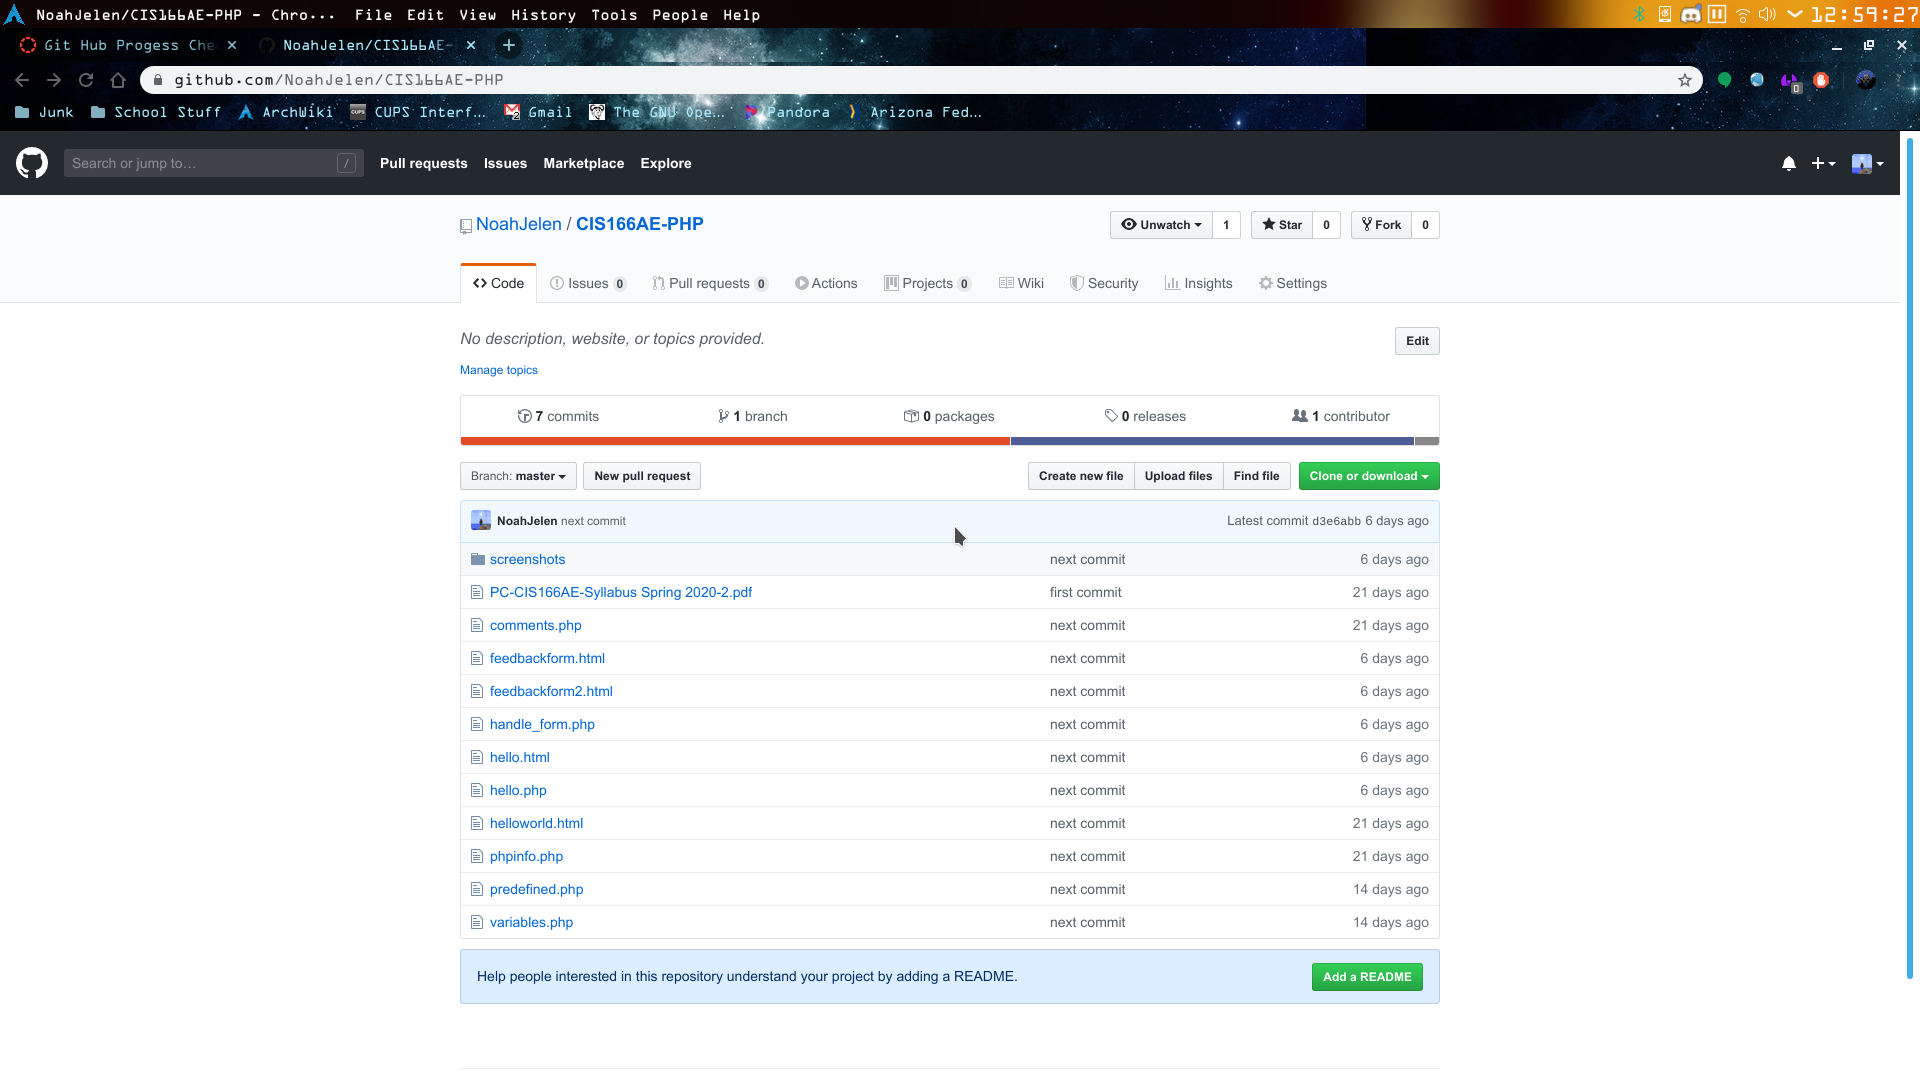 NoahJelen/CIS166AE-PHP - Chro... File Edit View History Tools People Help 12:59:27
Git Hub Progess Che NoahJelen/CIS166AE-
github.com/NoahJelen/CIS166AE-PHP
Junk School Stuff ArchWiki CUPS Interf... Gmail The GNU Ope... Pandora Arizona Fed...
Search or jump to... / Pull requests Issues Marketplace Explore
NoahJelen / CIS166AE-PHP Unwatch 1 Star 0 Fork 0
Code Issues 0 Pull requests 0 Actions Projects 0 Wiki Security Insights Settings
No description, website, or topics provided. Edit
Manage topics
7 commits 1 branch 0 packages 0 releases 1 contributor
Branch: master New pull request Create new file Upload files Find file Clone or download
NoahJelen next commit Latest commit d3e6abb 6 days ago
screenshots next commit 6 days ago
PC-CIS166AE-Syllabus Spring 2020-2.pdf first commit 21 days ago
comments.php next commit 21 days ago
feedbackform.html next commit 6 days ago
feedbackform2.html next commit 6 days ago
handle_form.php next commit 6 days ago
hello.html next commit 6 days ago
hello.php next commit 6 days ago
helloworld.html next commit 21 days ago
phpinfo.php next commit 21 days ago
predefined.php next commit 14 days ago
variables.php next commit 14 days ago
Help people interested in this repository understand your project by adding a README. Add a README